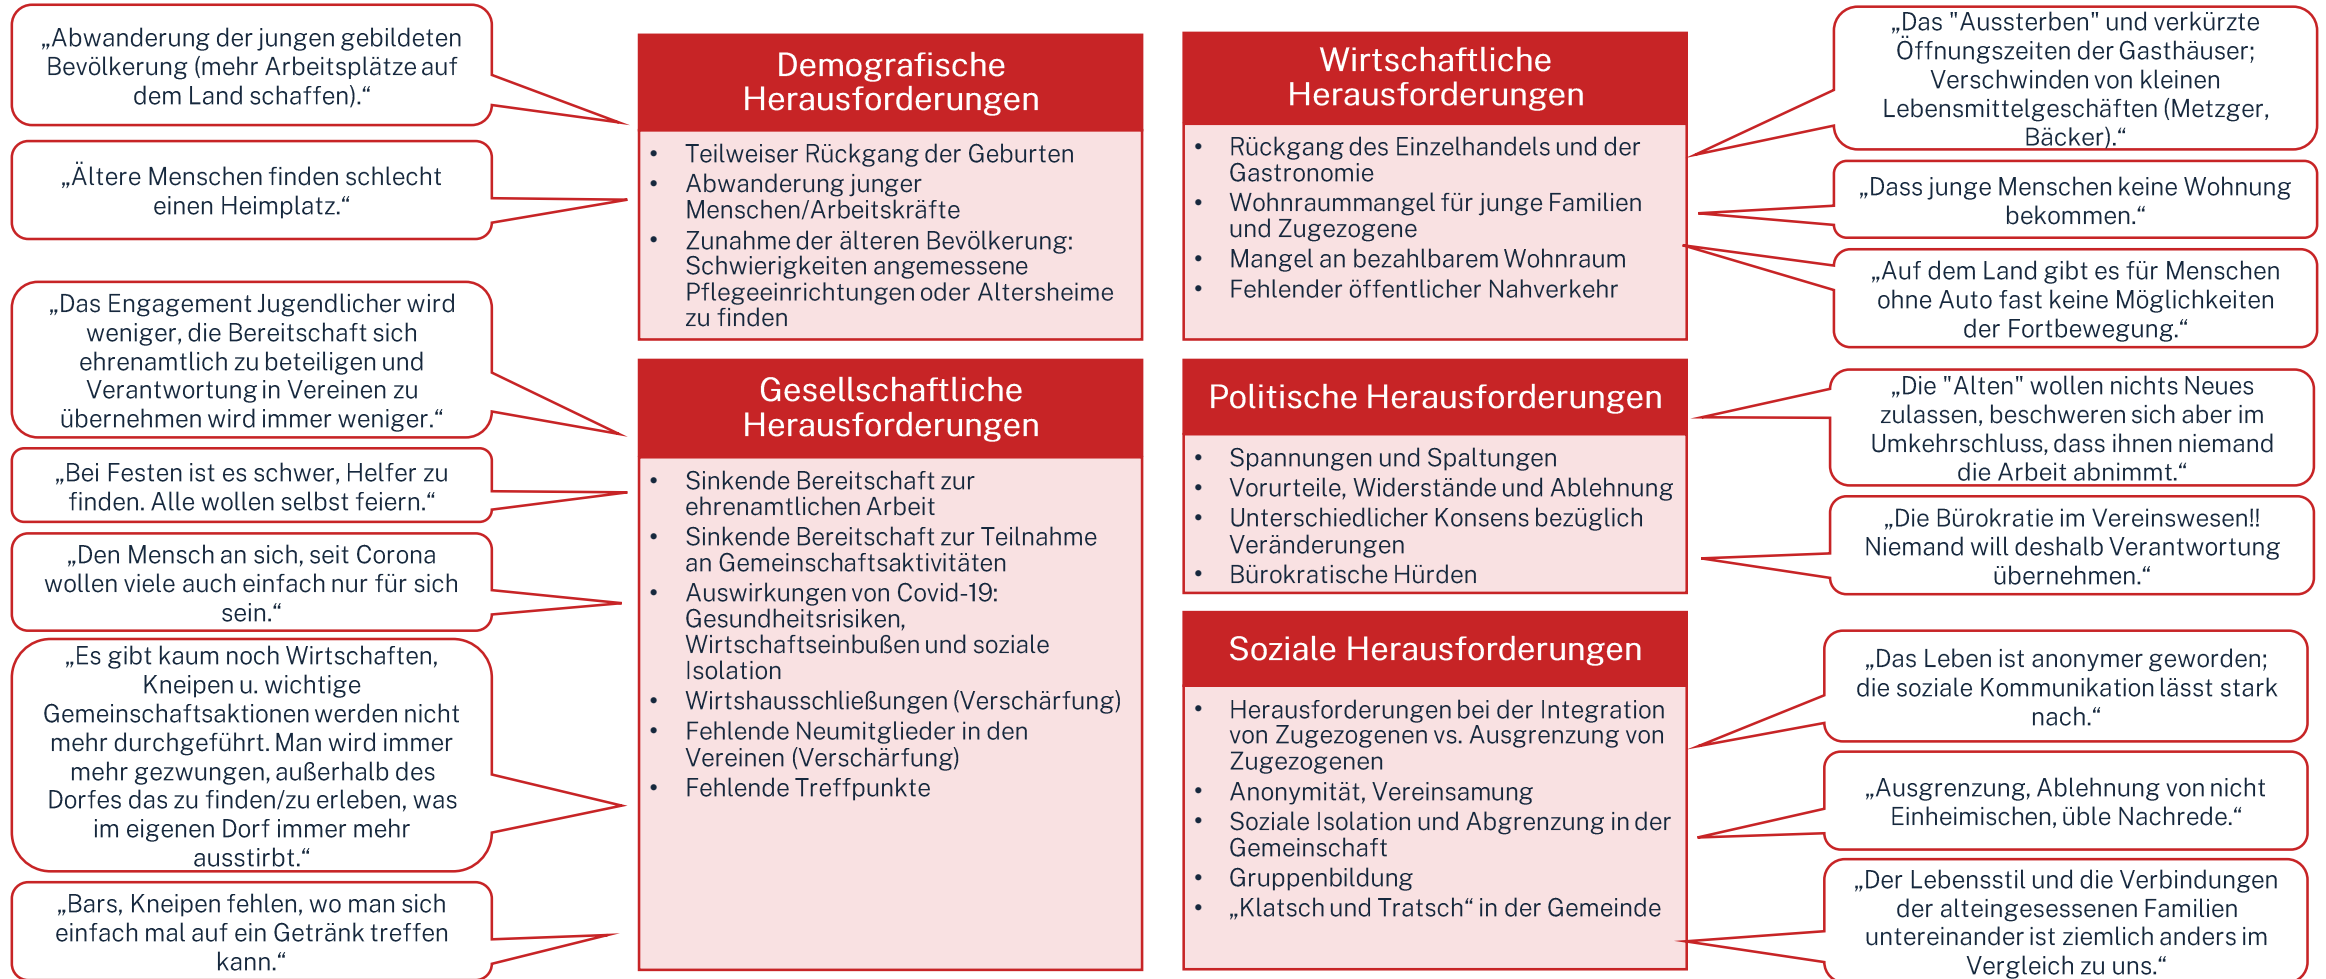 „Abwanderung der jungen gebildeten
Bevölkerung (mehr Arbeitsplätze auf
dem Land schaffen).“
„Ältere Menschen finden schlecht
einen Heimplatz.“
„Das Engagement Jugendlicher wird
weniger, die Bereitschaft sich
ehrenamtlich zu beteiligen und
Verantwortung in Vereinen zu
übernehmen wird immer weniger.“
„Bei Festen ist es schwer, Helfer zu
finden. Alle wollen selbst feiern.“
„Den Mensch an sich, seit Corona
wollen viele auch einfach nur für sich
sein.“
„Es gibt kaum noch Wirtschaften,
Kneipen u. wichtige
Gemeinschaftsaktionen werden nicht
mehr durchgeführt. Man wird immer
mehr gezwungen, außerhalb des
Dorfes das zu finden/zu erleben, was
im eigenen Dorf immer mehr
ausstirbt.“
„Bars, Kneipen fehlen, wo man sich
einfach mal auf ein Getränk treffen
kann.“
Demografische
Herausforderungen
• Teilweiser Rückgang der Geburten
• Abwanderung junger
Menschen/Arbeitskräfte
• Zunahme der älteren Bevölkerung:
Schwierigkeiten angemessene
Pflegeeinrichtungen oder Altersheime
zu finden
Gesellschaftliche
Herausforderungen
• Sinkende Bereitschaft zur
ehrenamtlichen Arbeit
• Sinkende Bereitschaft zur Teilnahme
an Gemeinschaftsaktivitäten
• Auswirkungen von Covid-19:
Gesundheitsrisiken,
Wirtschaftseinbußen und soziale
Isolation
• Wirtshausschließungen (Verschärfung)
• Fehlende Neumitglieder in den
Vereinen (Verschärfung)
• Fehlende Treffpunkte
Wirtschaftliche
Herausforderungen
• Rückgang des Einzelhandels und der
Gastronomie
• Wohnraummangel für junge Familien
und Zugezogene
• Mangel an bezahlbarem Wohnraum
• Fehlender öffentlicher Nahverkehr
Politische Herausforderungen
• Spannungen und Spaltungen
• Vorurteile, Widerstände und Ablehnung
• Unterschiedlicher Konsens bezüglich
Veränderungen
• Bürokratische Hürden
Soziale Herausforderungen
• Herausforderungen bei der Integration
von Zugezogenen vs. Ausgrenzung von
Zugezogenen
• Anonymität, Vereinsamung
• Soziale Isolation und Abgrenzung in der
Gemeinschaft
• Gruppenbildung
• „Klatsch und Tratsch“ in der Gemeinde
„Das "Aussterben" und verkürzte
Öffnungszeiten der Gasthäuser;
Verschwinden von kleinen
Lebensmittelgeschäften (Metzger,
Bäcker).“
„Dass junge Menschen keine Wohnung
bekommen.“
„Auf dem Land gibt es für Menschen
ohne Auto fast keine Möglichkeiten
der Fortbewegung.“
„Die "Alten" wollen nichts Neues
zulassen, beschweren sich aber im
Umkehrschluss, dass ihnen niemand
die Arbeit abnimmt.“
„Die Bürokratie im Vereinswesen!!
Niemand will deshalb Verantwortung
übernehmen.“
„Das Leben ist anonymer geworden;
die soziale Kommunikation lässt stark
nach.“
„Ausgrenzung, Ablehnung von nicht
Einheimischen, üble Nachrede.“
„Der Lebensstil und die Verbindungen
der alteingesessenen Familien
untereinander ist ziemlich anders im
Vergleich zu uns.“